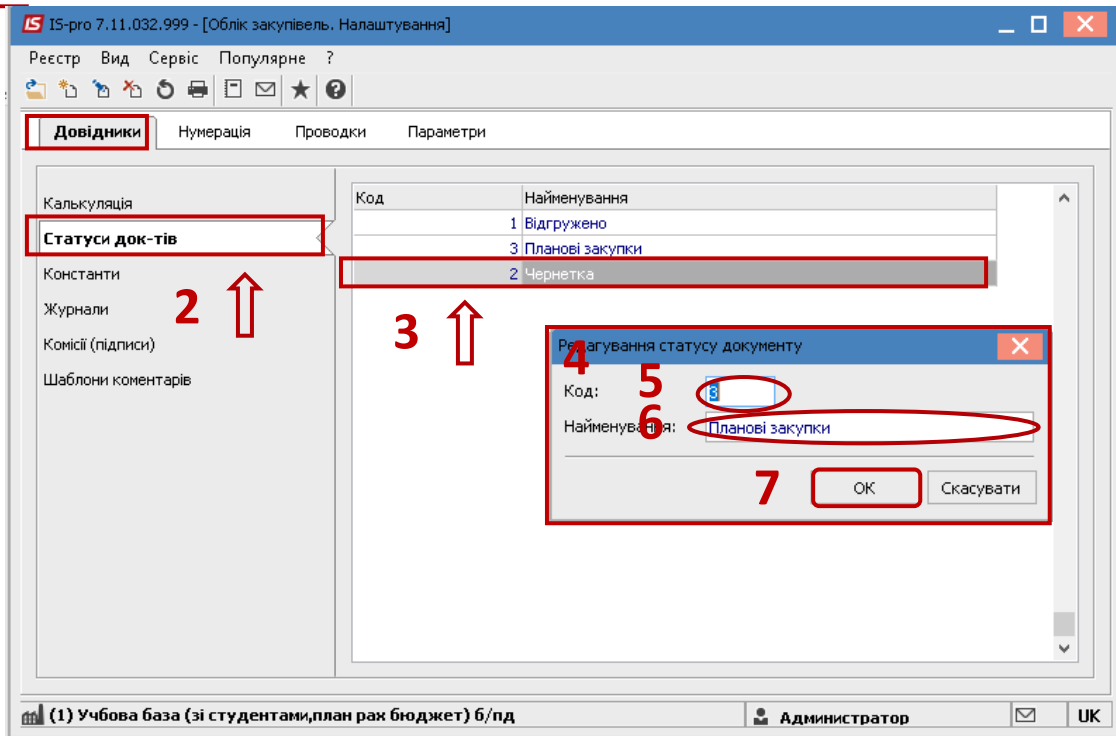 IS-pro 7.11.032.999 - [Облік закупівель. Налаштування]
Реєстр Вид Сервіс Популярне ?
Довідники Нумерація Проводки Параметри
Калькуляція
Статуси док-тів
Константи
Журнали
Комісії (підписи)
Шаблони коментарів
2
Код Найменування
1 Відгружено
3 Планові закупки
2 Чернетка
3
Редагування статусу документу
4
Код: 5 3
Найменування: 6 Планові закупки
7 OK Скасувати
(1) Учбова база (зі студентами,план рах бюджет) б/пд Администратор UK